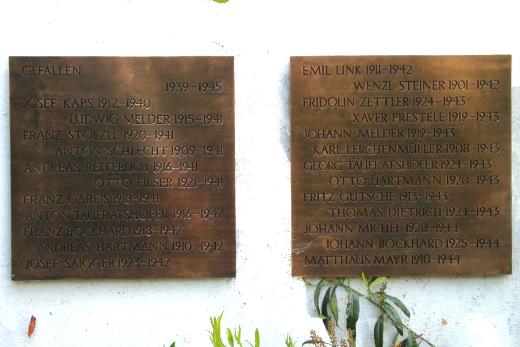 GEFALLEN
1939-1945
JOSEF KAPS 1912-1940
LUDWIG MELDER 1915-1941
FRANZ STÖLZLE 1920-1941
ANTON SCHLECHT 1909-1941
ANDREAS REITEBUCH 1916-1941
OTTO EILSER 1921-1941
FRANZ GAREIS 1918-1941
ANTON TAUFRATSHOFER 1916-1942
FRANZ BOCKHARD 1918-1942
ANDREAS HARTMANN 1910-1942
JOSEF SAIGGER 1923-1942
EMIL LINK 1911-1942
WENZL STEINER 1901-1942
FRIDOLIN ZETTLER 1924-1943
XAVER PRESTELE 1919-1943
JOHANN MELDER 1919-1943
KARL LERCHENMÜLLER 1908-1943
GEORG TAUFRATSHOFER 1924-1943
OTTO HARTMANN 1920-1943
FRITZ GUTSCHE 1913-1943
THOMAS DIETRICH 1924-1943
JOHANN MICHEL 1920-1944
JOHANN BOCKHARD 1925-1944
MATTHÄUS MAYR 1910-1944